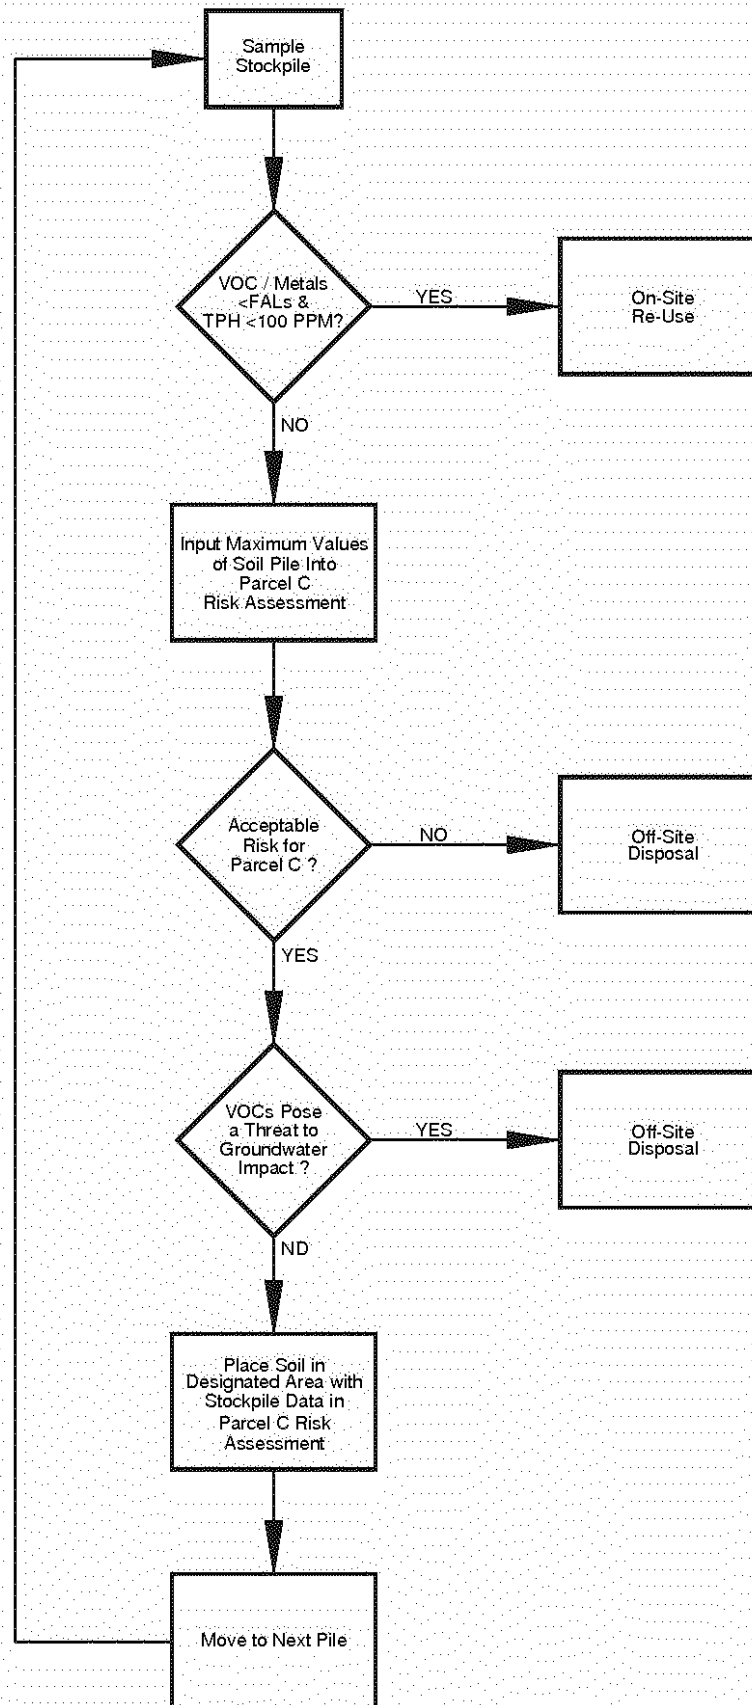 Sample
Stockpile
VOC / Metals
<FALs &
TPH <100 PPM?
YES
On-Site
Re-Use
NO
Input Maximum Values
of Soil Pile Into
Parcel C
Risk Assessment
Acceptable
Risk for
Parcel C ?
NO
Off-Site
Disposal
YES
VOCs Pose
a Threat to
Groundwater
Impact ?
YES
Off-Site
Disposal
ND
Place Soil in
Designated Area with
Stockpile Data in
Parcel C Risk
Assessment
Move to Next Pile